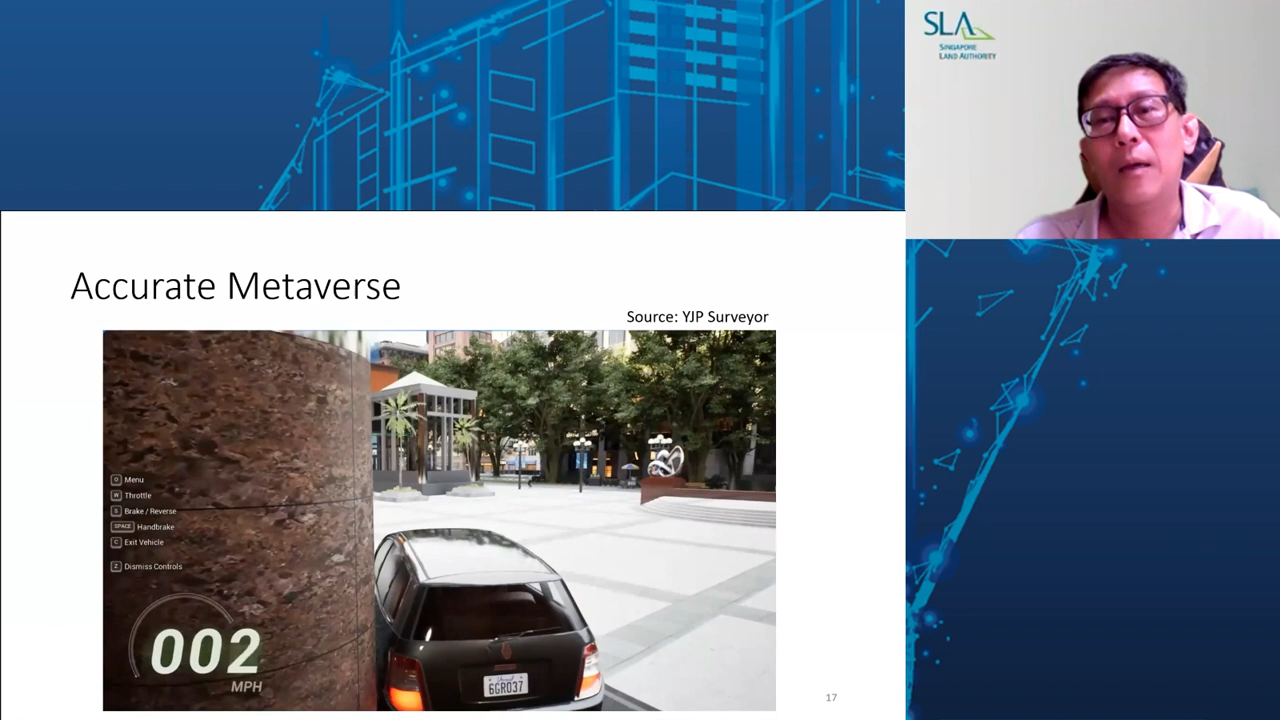 SLA
SINGAPORE
LAND AUTHORITY
Accurate Metaverse
Source: YJP Surveyor
O Menu
W Throttle
S Brake / Reverse
SPACE Handbrake
C Exit Vehicle
Z Dismiss Controls
002
MPH
6GR037
17